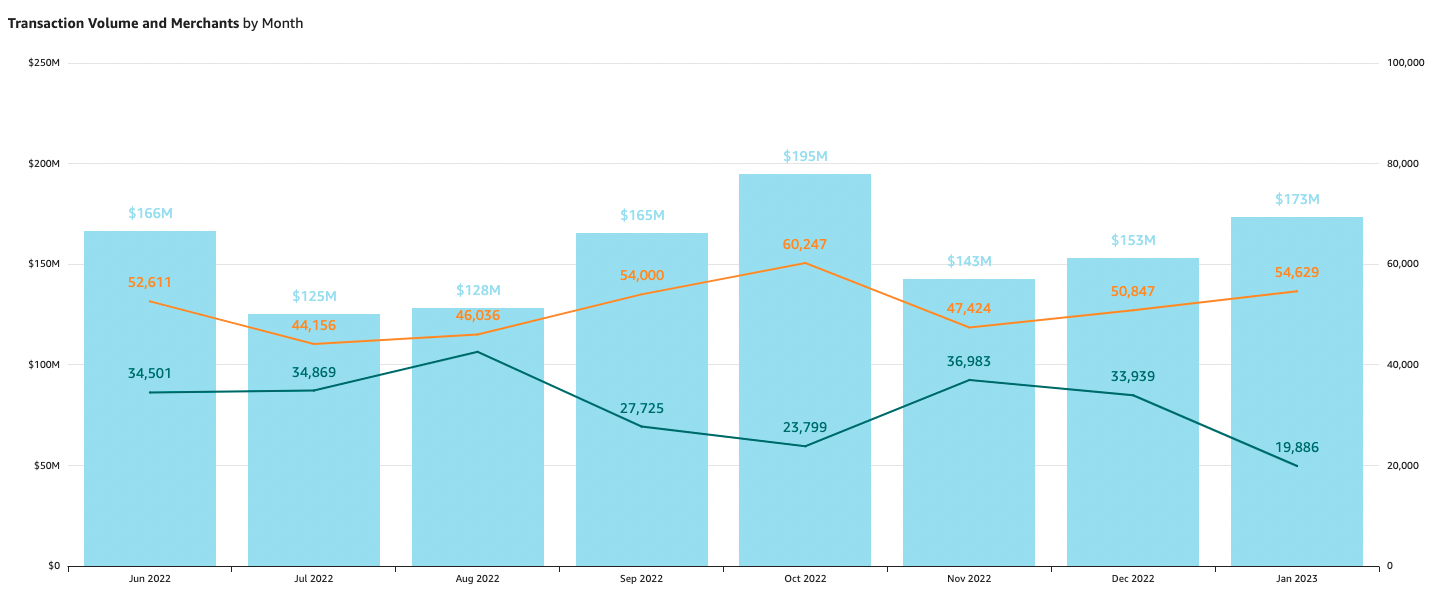 Transaction Volume and Merchants by Month
$250M
100,000
$200M
80,000
$150M
60,000
$100M
40,000
$50M
20,000
$0
0
$166M
$125M
$128M
$165M
$195M
$143M
$153M
$173M
52,611
44,156
46,036
54,000
60,247
47,424
50,847
54,629
34,501
34,869
27,725
23,799
36,983
33,939
19,886
Jun 2022
Jul 2022
Aug 2022
Sep 2022
Oct 2022
Nov 2022
Dec 2022
Jan 2023